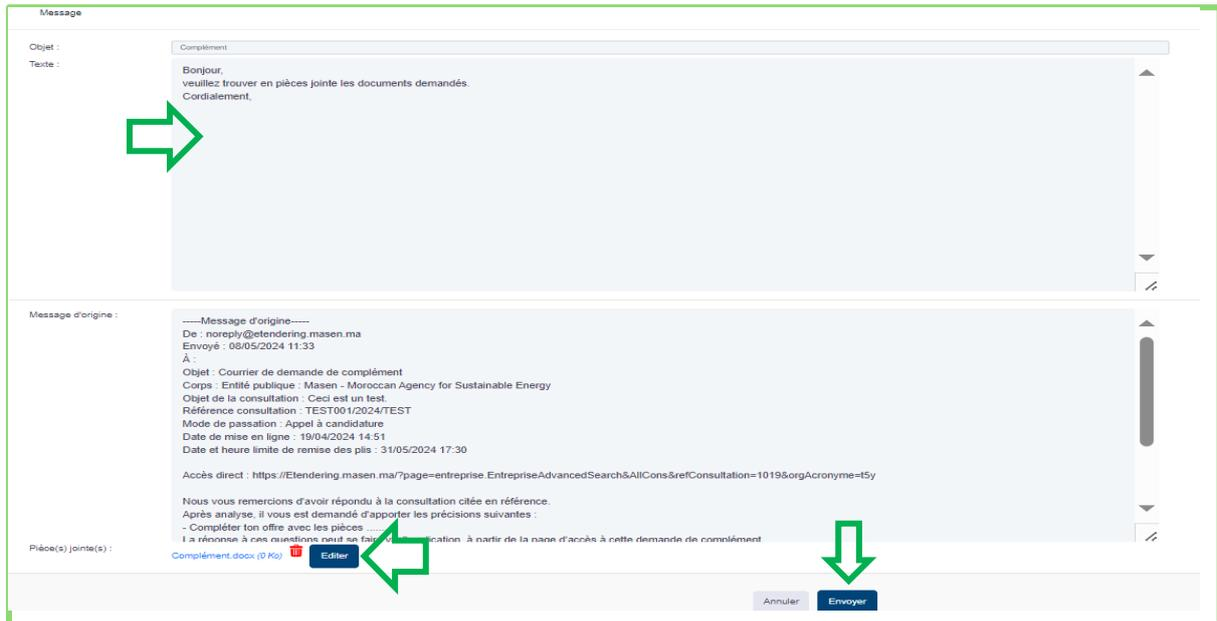 Message
Objet : Complément
Texte : Bonjour,
veuillez trouver en pièces jointe les documents demandés.
Cordialement,
Message d'origine : -----Message d'origine-----
De : noreply@etendering.masen.ma
Envoyé : 08/05/2024 11:33
À :
Objet : Courrier de demande de complément
Corps : Entité publique : Masen - Moroccan Agency for Sustainable Energy
Objet de la consultation : Ceci est un test.
Référence consultation : TEST001/2024/TEST
Mode de passation : Appel à candidature
Date de mise en ligne : 19/04/2024 14:51
Date et heure limite de remise des plis : 31/05/2024 17:30
Accès direct : https://Etendering.masen.ma/?page=entreprise.EntrepriseAdvancedSearch&AllCons&refConsultation=1019&orgAcronyme=t5y
Nous vous remercions d'avoir répondu à la consultation citée en référence.
Après analyse, il vous est demandé d'apporter les précisions suivantes :
- Compléter ton offre avec les pièces ........
La réponse à ces questions peut se faire à partir de la page d'accès à cette demande de complément
Pièce(s) jointe(s) : Complément.docx (0 Ko) Editer
Annuler Envoyer